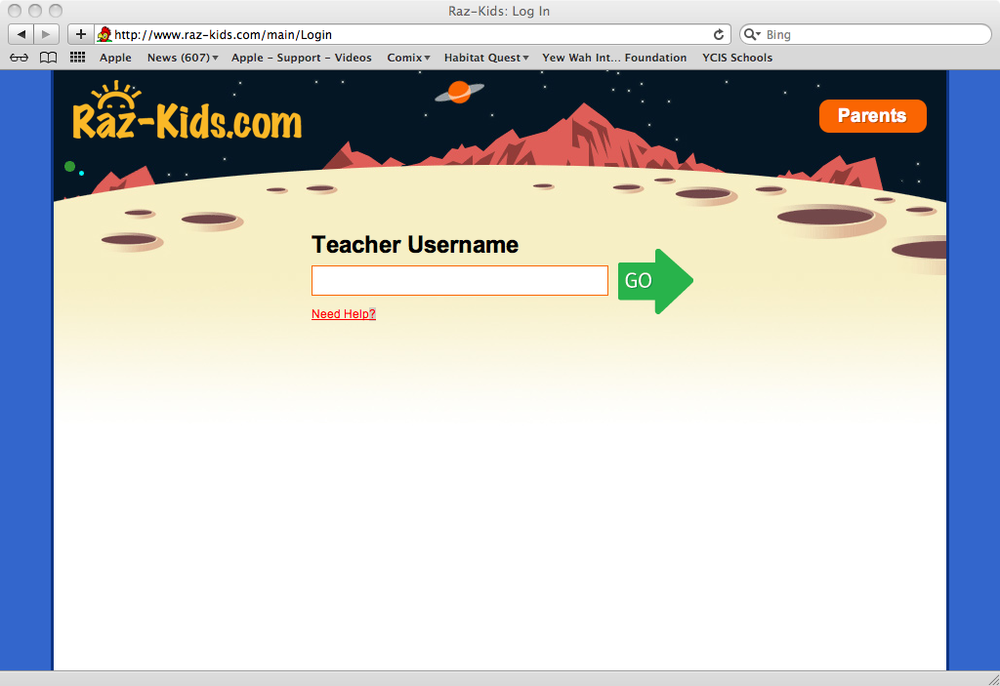 Raz-Kids: Log In
http://www.raz-kids.com/main/Login
Bing
Apple News (607) Apple - Support - Videos Comix Habitat Quest Yew Wah Int... Foundation YCIS Schools
Raz-Kids.com
Parents
Teacher Username
GO
Need Help?